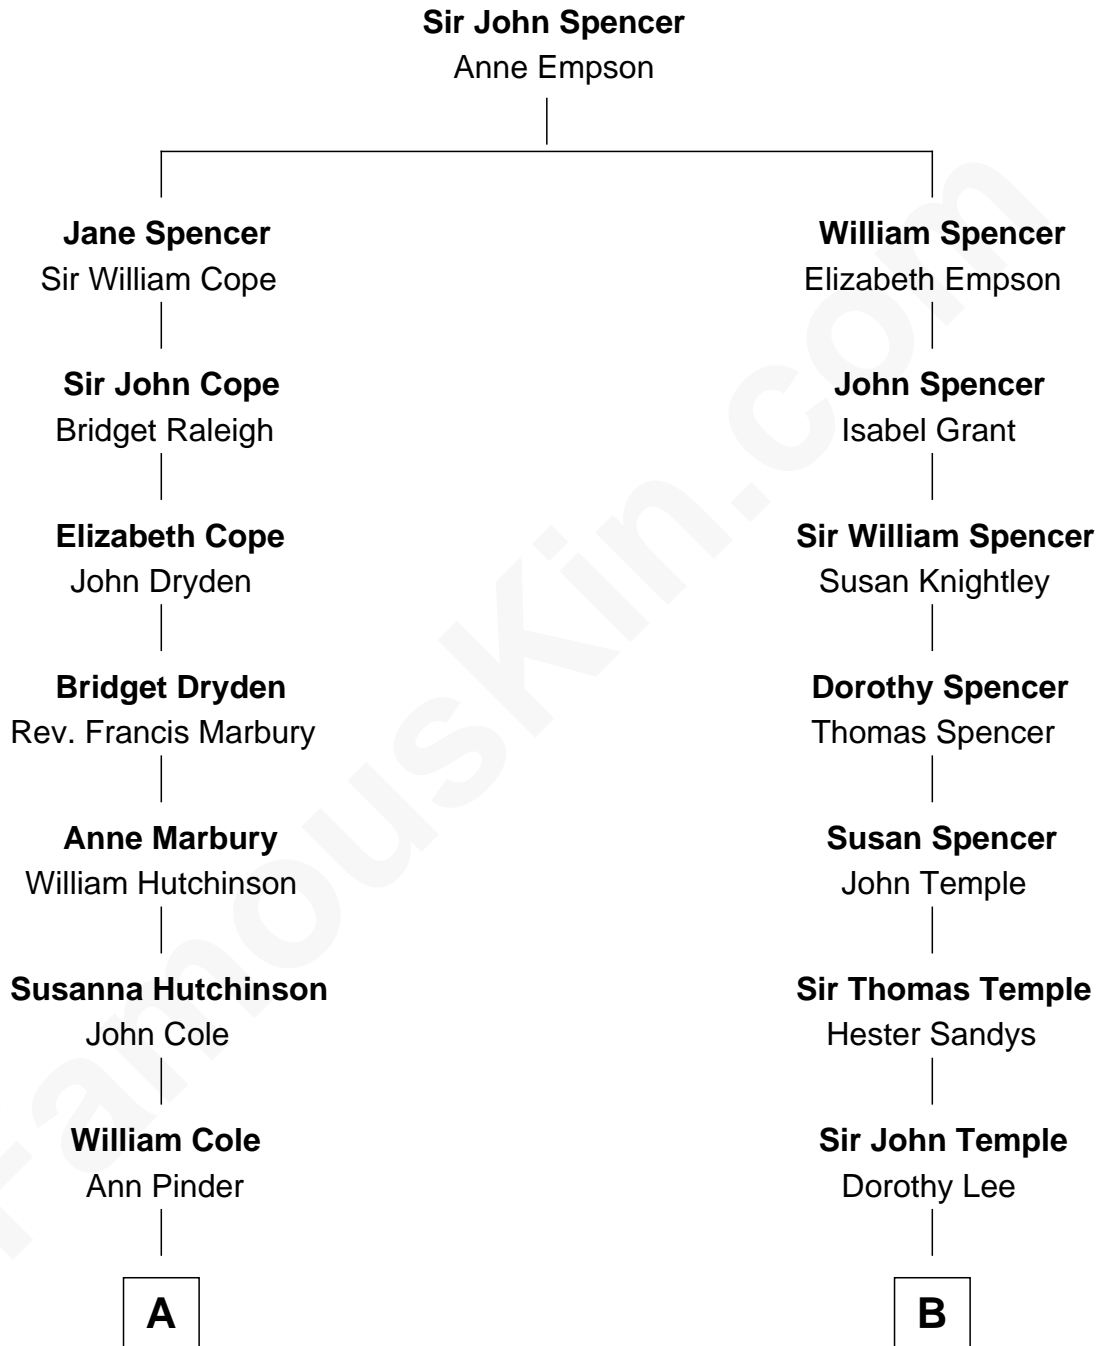 Sir John Spencer
Anne Empson
Jane Spencer
Sir William Cope
William Spencer
Elizabeth Empson
Sir John Cope
Bridget Raleigh
John Spencer
Isabel Grant
Elizabeth Cope
John Dryden
Sir William Spencer
Susan Knightley
Bridget Dryden
Rev. Francis Marbury
Dorothy Spencer
Thomas Spencer
Anne Marbury
William Hutchinson
Susan Spencer
John Temple
Susanna Hutchinson
John Cole
Sir Thomas Temple
Hester Sandys
William Cole
Ann Pinder
Sir John Temple
Dorothy Lee
A
B
FamousKin.com